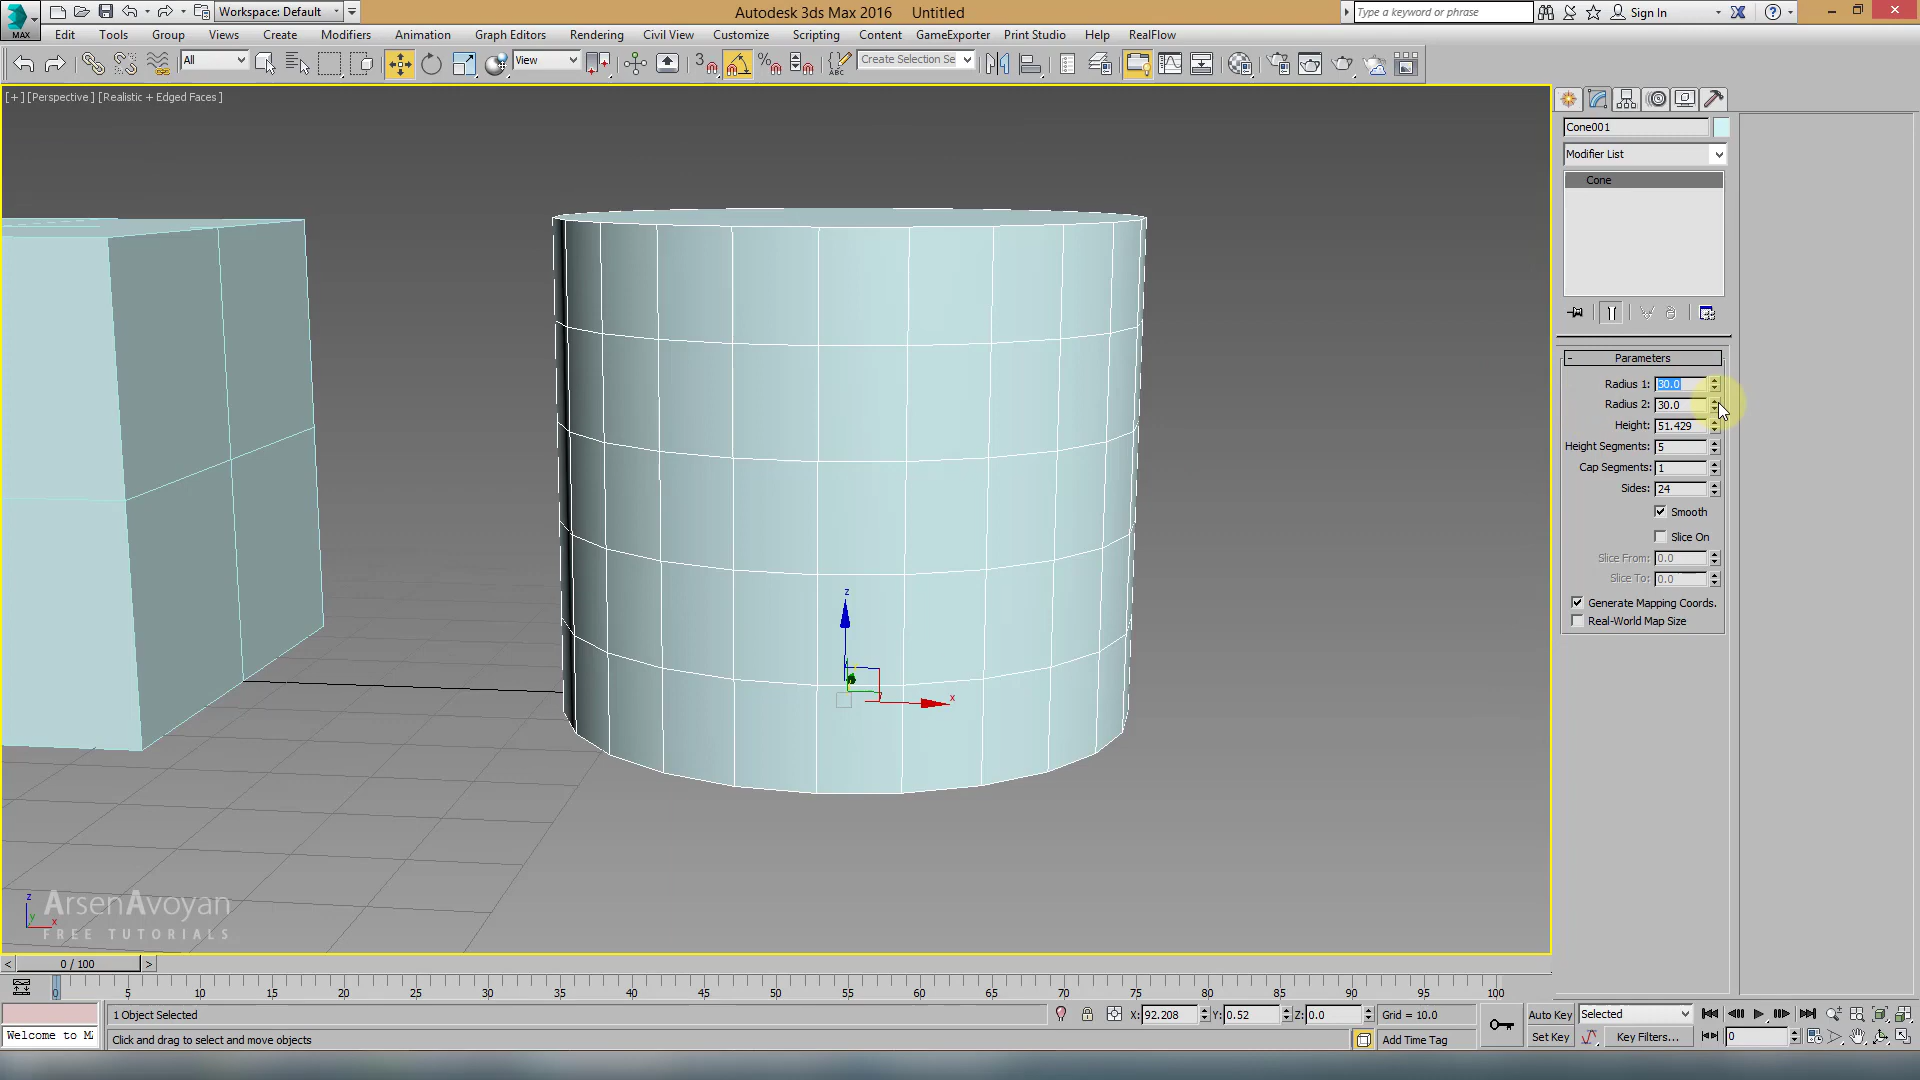 Workspace: Default
Autodesk 3ds Max 2016    Untitled
Type a keyword or phrase
Sign In
MAX
Edit Tools Group Views Create Modifiers Animation Graph Editors Rendering Civil View Customize Scripting Content GameExporter Print Studio Help RealFlow
All
View
3
ABC
Create Selection Se
[+] [Perspective] [Realistic + Edged Faces]
Cone001
Modifier List
Cone
- Parameters
Radius 1: 30.0
Radius 2: 30.0
Height: 51.429
Height Segments: 5
Cap Segments: 1
Sides: 24
Smooth
Slice On
Slice From: 0.0
Slice To: 0.0
Generate Mapping Coords.
Real-World Map Size
z
x
z
y
x
ArsenAvoyan
FREE TUTORIALS
< 0 / 100 >
0 5 10 15 20 25 30 35 40 45 50 55 60 65 70 75 80 85 90 95 100
1 Object Selected
X: 92.208 Y: 0.52 Z: 0.0
Grid = 10.0
Auto Key
Selected
Welcome to M
Click and drag to select and move objects
Add Time Tag
Set Key
Key Filters...
0